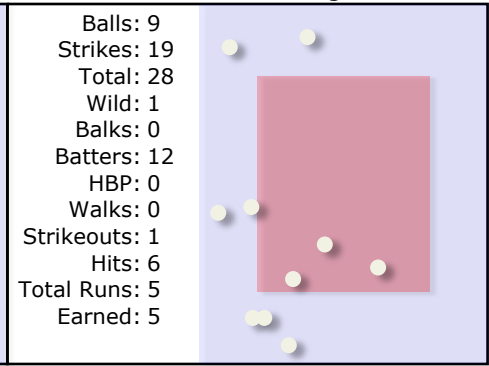 Balls: 9
Strikes: 19
Total: 28
Wild: 1
Balks: 0
Batters: 12
HBP: 0
Walks: 0
Strikeouts: 1
Hits: 6
Total Runs: 5
Earned: 5